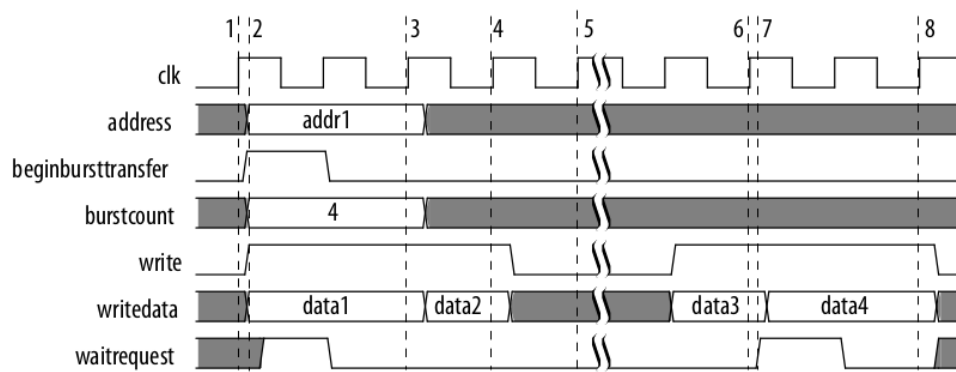 1 2 3 4 5 6 7 8
clk
address addr1
beginbursttransfer
burstcount 4
write
writedata data1 data2 data3 data4
waitrequest